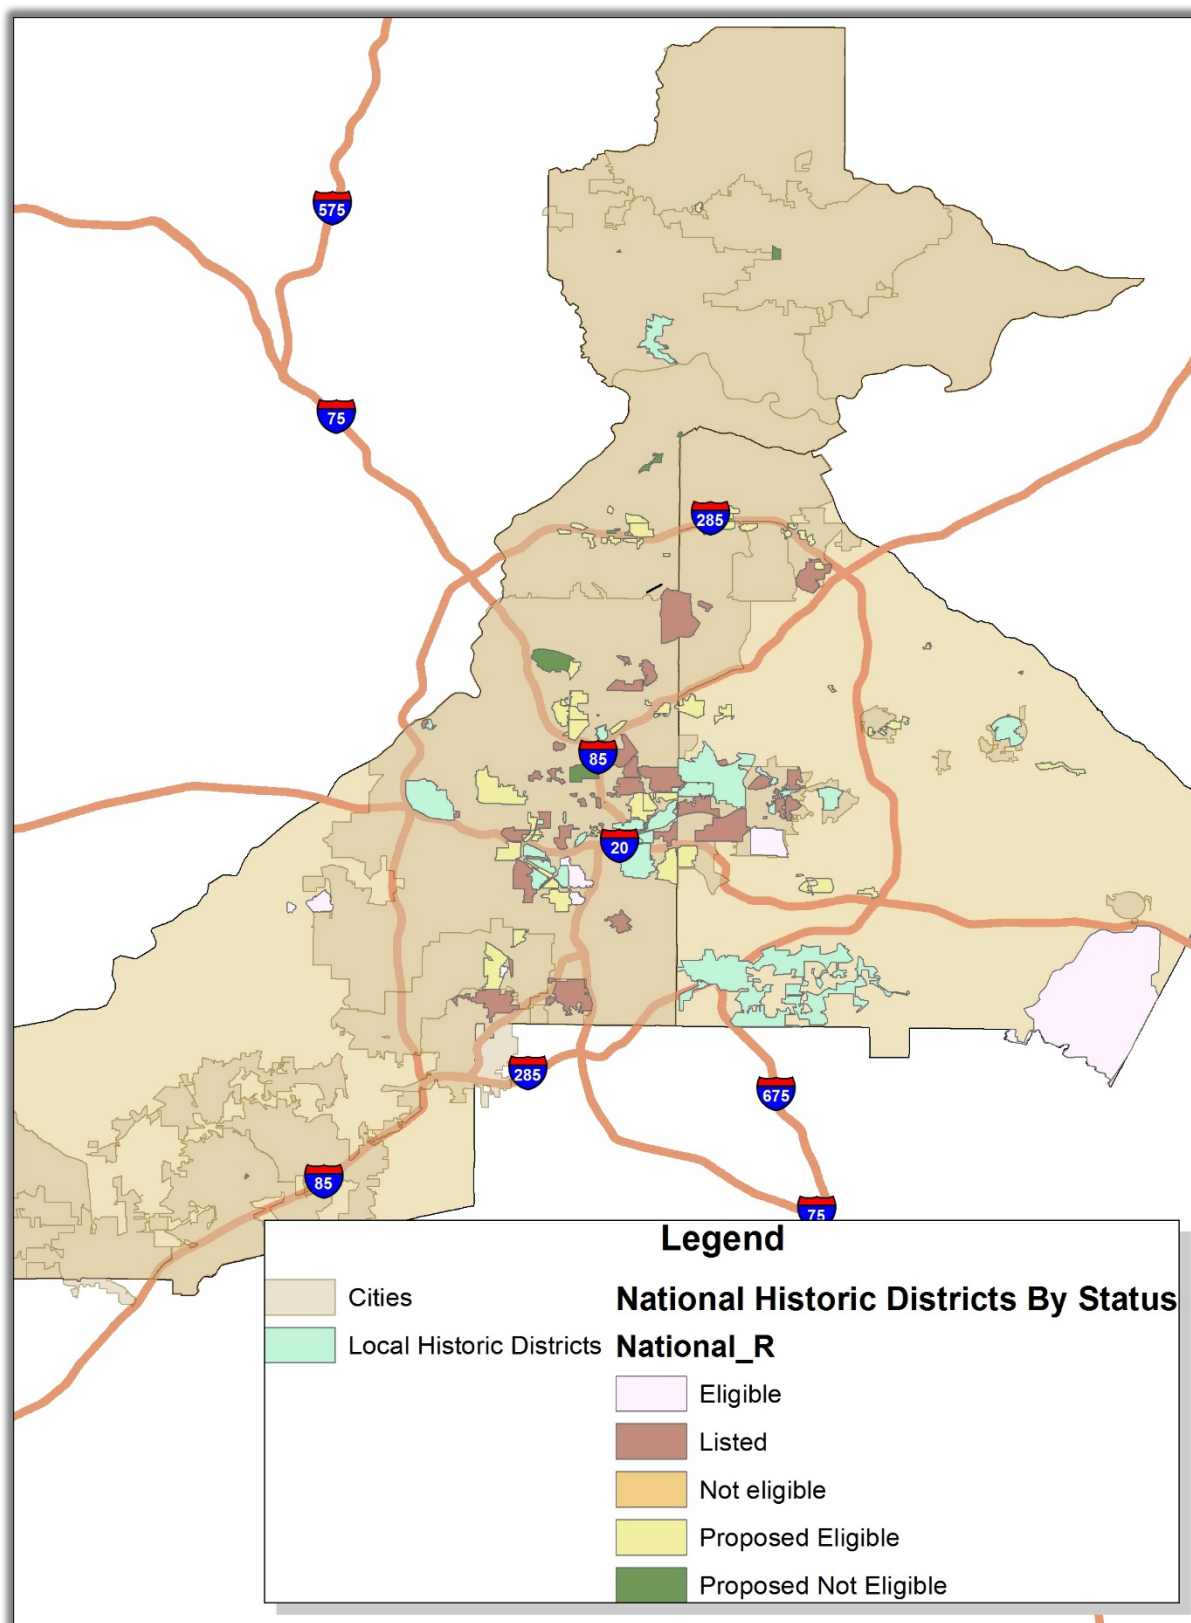 575
75
285
85
20
285
675
85
75
Legend
Cities
Local Historic Districts
National Historic Districts By Status
National_R
Eligible
Listed
Not eligible
Proposed Eligible
Proposed Not Eligible